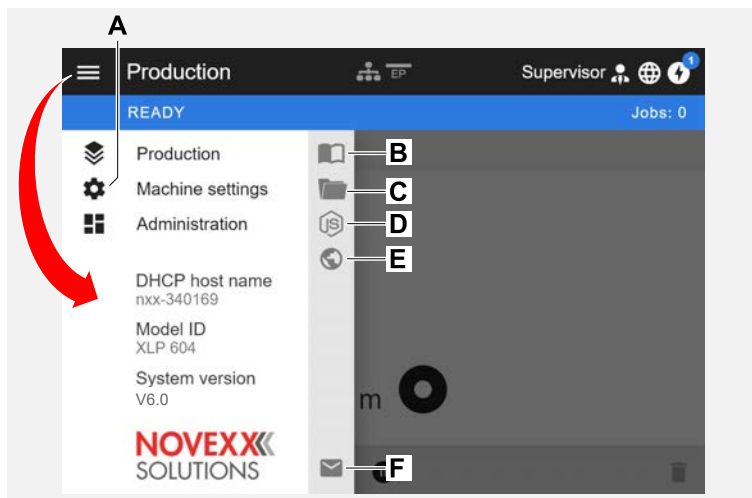 A
Production
EP
Supervisor
1
READY
Jobs: 0
Production
B
Machine settings
C
Administration
JS
D
E
DHCP host name
nxx-340169
Model ID
XLP 604
System version
V6.0
m
NOVEXX
SOLUTIONS
F